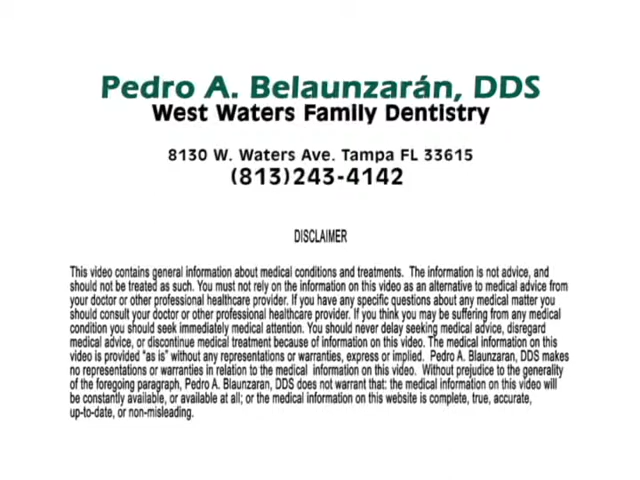 Pedro A. Belaunzarán, DDS
West Waters Family Dentistry
8130 W. Waters Ave. Tampa FL 33615
(813)243-4142
DISCLAIMER
This video contains general information about medical conditions and treatments.  The information is not advice, and
should not be treated as such. You must not rely on the information on this video as an alternative to medical advice from
your doctor or other professional healthcare provider. If you have any specific questions about any medical matter you
should consult your doctor or other professional healthcare provider. If you think you may be suffering from any medical
condition you should seek immediately medical attention. You should never delay seeking medical advice, disregard
medical advice, or discontinue medical treatment because of information on this video. The medical information on this
video is provided “as is” without any representations or warranties, express or implied.  Pedro A. Blaunzaran, DDS makes
no representations or warranties in relation to the medical  information on this video.  Without prejudice to the generality
of the foregoing paragraph, Pedro A. Blaunzaran, DDS does not warrant that: the medical information on this video will
be constantly available, or available at all; or the medical information on this website is complete, true, accurate,
up-to-date, or non-misleading.